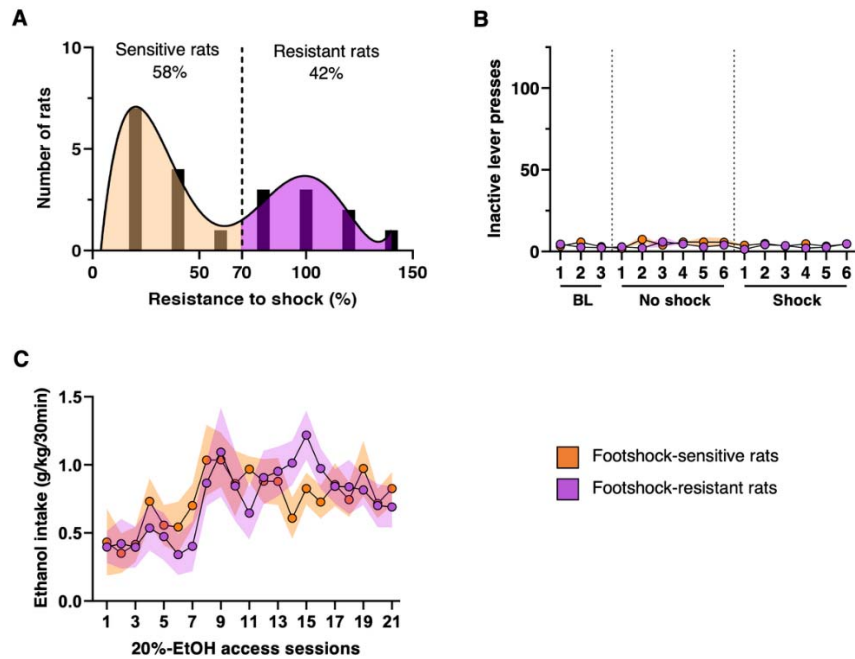 A
Sensitive rats
58%
Resistant rats
42%
Number of rats
10
5
0
0 50 70 100 150
Resistance to shock (%)
B
Inactive lever presses
100
50
0
1 2 3 1 2 3 4 5 6 1 2 3 4 5 6
BL No shock Shock
C
Ethanol intake (g/kg/30min)
1.5
1.0
0.5
0.0
1 3 5 7 9 11 13 15 17 19 21
20%-EtOH access sessions
Footshock-sensitive rats
Footshock-resistant rats